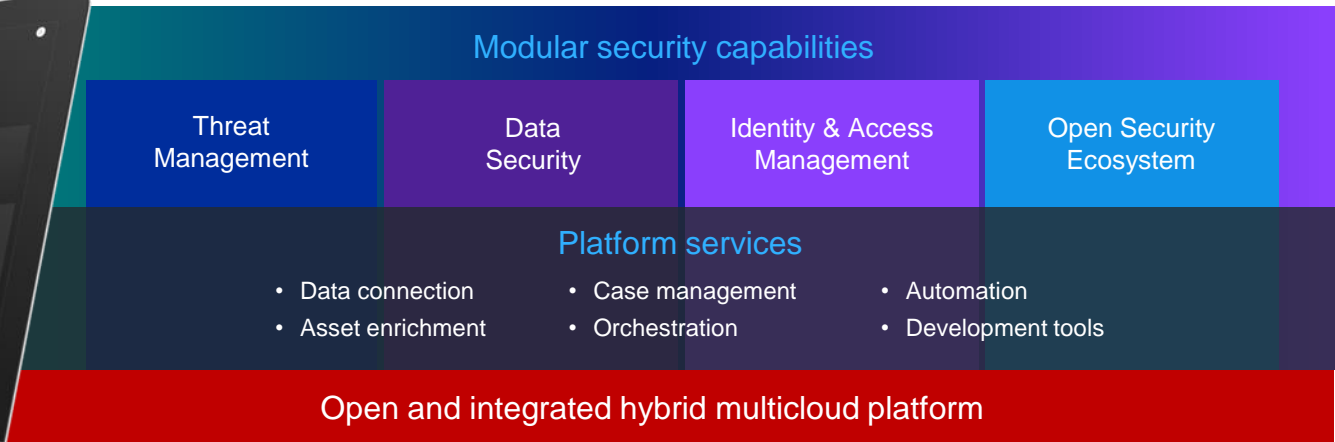 Modular security capabilities
Threat
Management
Data
Security
Identity & Access
Management
Open Security
Ecosystem
Platform services
• Data connection
• Asset enrichment
• Case management
• Orchestration
• Automation
• Development tools
Open and integrated hybrid multicloud platform